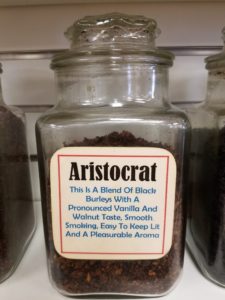 Aristocrat
This Is A Blend Of Black
Burleys With A
Pronounced Vanilla And
Walnut Taste, Smooth
Smoking, Easy To Keep Lit
And A Pleasurable Aroma